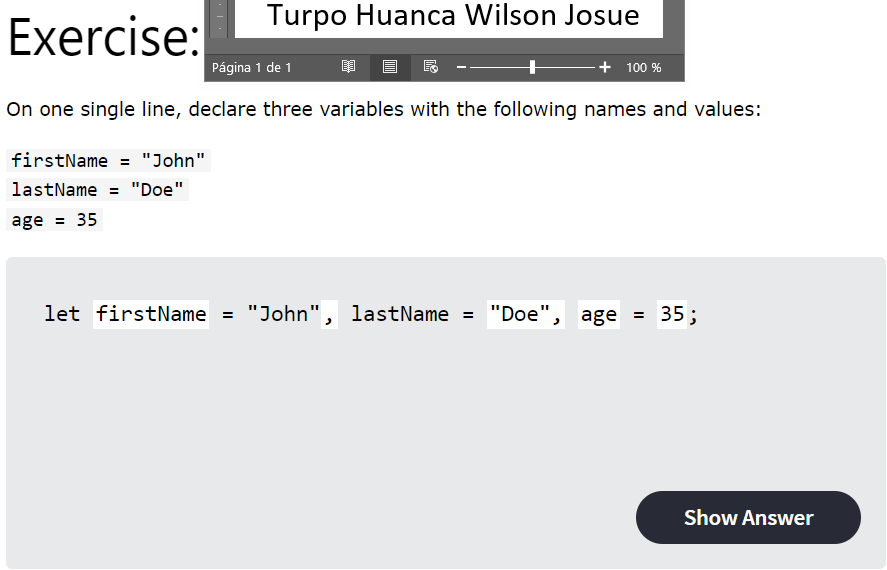 Turpo Huanca Wilson Josue
Exercise:
Página 1 de 1 100 %
On one single line, declare three variables with the following names and values:
firstName = "John"
lastName = "Doe"
age = 35
let firstName = "John", lastName = "Doe", age = 35;
Show Answer